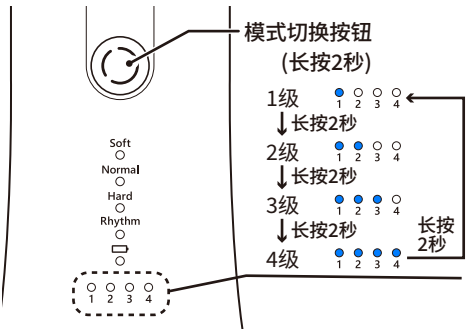 模式切换按钮
(长按2秒)
1级
1 2 3 4
长按2秒
2级
1 2 3 4
长按2秒
3级
1 2 3 4
长按2秒
4级
1 2 3 4
长按
2秒
Soft
Normal
Hard
Rhythm
1 2 3 4